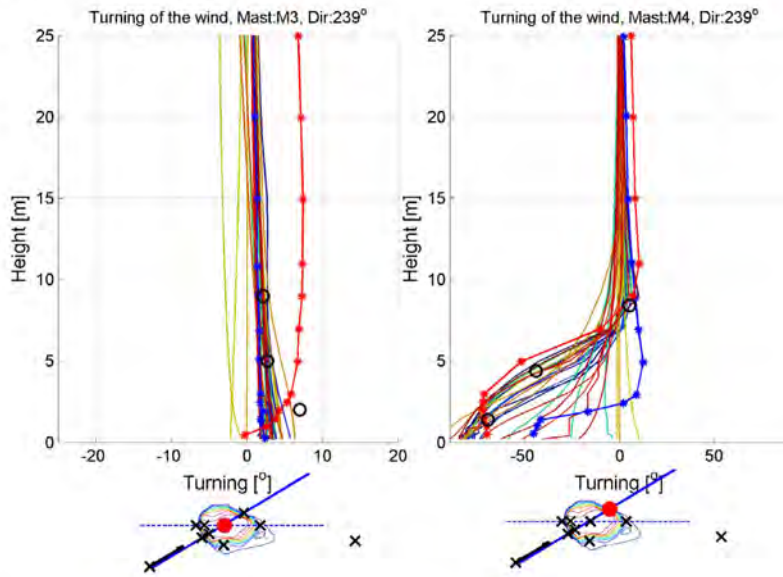 Turning of the wind, Mast:M3, Dir:239°
25
20
15
10
5
0
Height [m]
-20 -10 0 10 20
Turning [°]
Turning of the wind, Mast:M4, Dir:239°
25
20
15
10
5
0
Height [m]
-50 0 50
Turning [°]